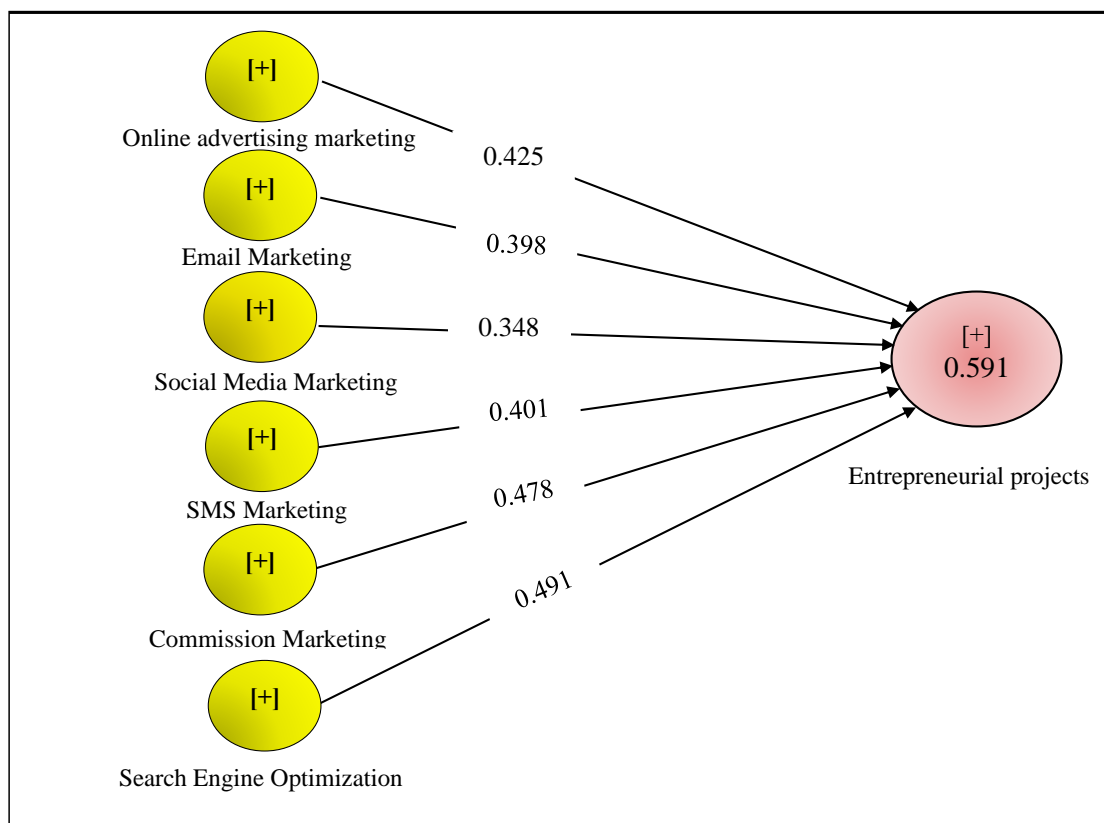 [+]
Online advertising marketing
0.425
[+]
Email Marketing
0.398
[+]
Social Media Marketing
0.348
[+]
SMS Marketing
0.401
[+]
Commission Marketing
0.478
[+]
Search Engine Optimization
0.491
[+]
0.591
Entrepreneurial projects